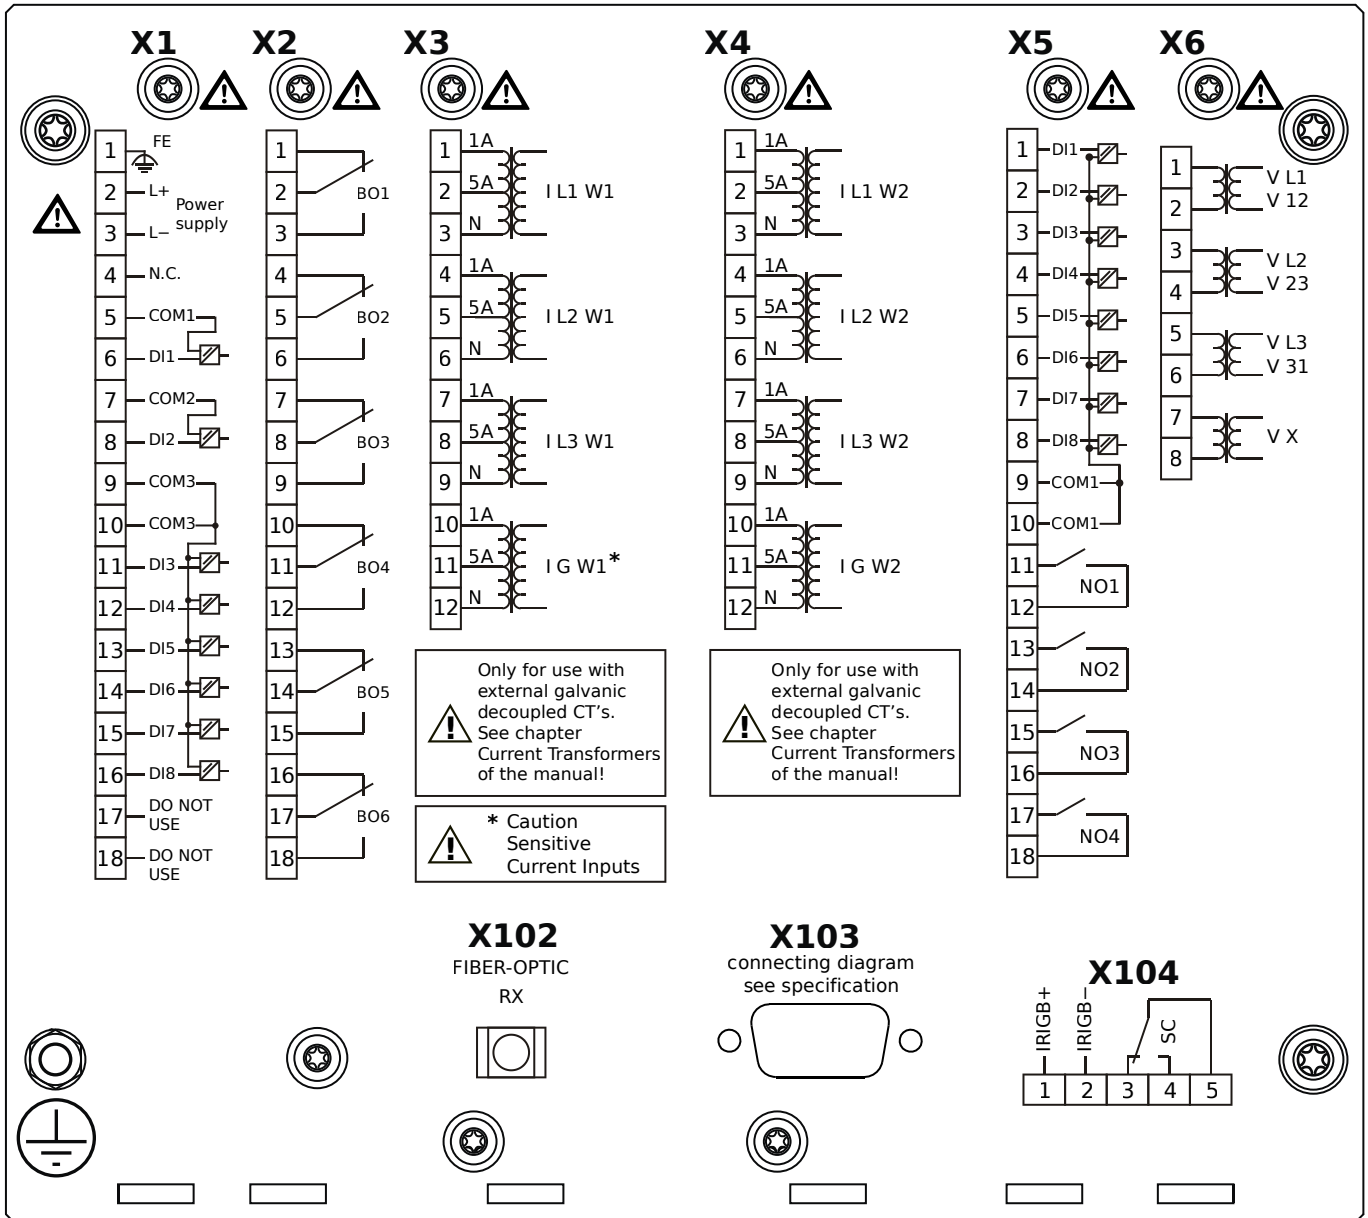 X1
X2
X3
X4
X5
X6
1
FE
2
L+
Power
supply
3
L−
4
N.C.
5
COM1
6
DI1
7
COM2
8
DI2
9
COM3
10
COM3
11
DI3
12
DI4
13
DI5
14
DI6
15
DI7
16
DI8
17
DO NOT
USE
18
DO NOT
USE
1
2
BO1
3
4
5
BO2
6
7
8
BO3
9
10
11
BO4
12
13
14
BO5
15
16
17
BO6
18
1
1A
2
5A
I L1 W1
3
N
4
1A
5
5A
I L2 W1
6
N
7
1A
8
5A
I L3 W1
9
N
10
1A
11
5A
I G W1*
12
N
Only for use with
external galvanic
decoupled CT's.
See chapter
Current Transformers
of the manual!
* Caution
Sensitive
Current Inputs
1
1A
2
5A
I L1 W2
3
N
4
1A
5
5A
I L2 W2
6
N
7
1A
8
5A
I L3 W2
9
N
10
1A
11
5A
I G W2
12
N
Only for use with
external galvanic
decoupled CT's.
See chapter
Current Transformers
of the manual!
1
DI1
2
DI2
3
DI3
4
DI4
5
DI5
6
DI6
7
DI7
8
DI8
9
COM1
10
COM1
11
NO1
12
13
NO2
14
15
NO3
16
17
NO4
18
1
V L1
2
V 12
3
V L2
4
V 23
5
V L3
6
V 31
7
V X
8
X102
FIBER-OPTIC
RX
X103
connecting diagram
see specification
X104
IRIGB+
IRIGB−
SC
1
2
3
4
5